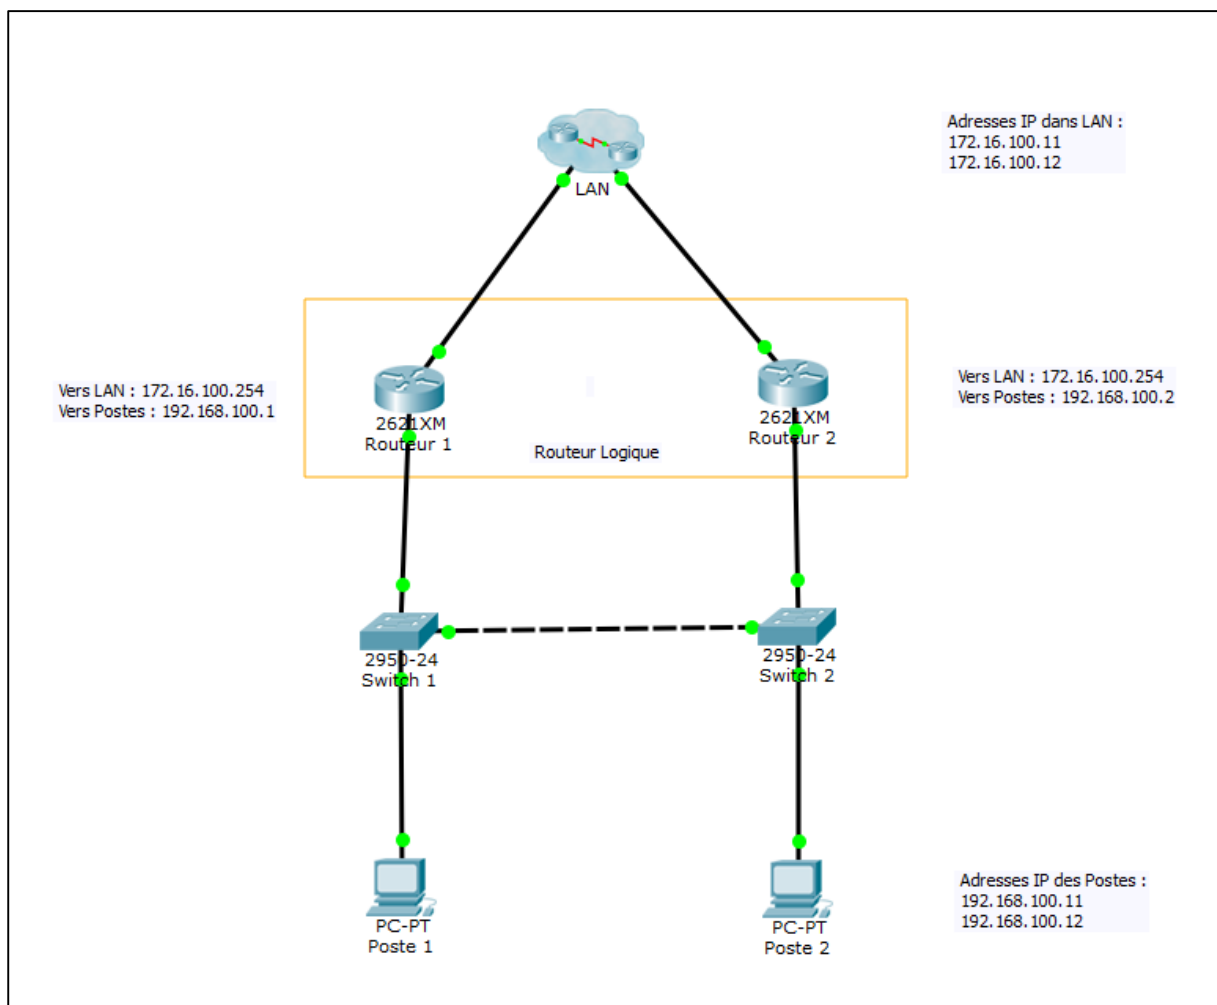 Adresses IP dans LAN :
172.16.100.11
172.16.100.12
LAN
Vers LAN : 172.16.100.254
Vers Postes : 192.168.100.1
2621XM
Routeur 1
Routeur Logique
2621XM
Routeur 2
Vers LAN : 172.16.100.254
Vers Postes : 192.168.100.2
2950-24
Switch 1
2950-24
Switch 2
PC-PT
Poste 1
PC-PT
Poste 2
Adresses IP des Postes :
192.168.100.11
192.168.100.12